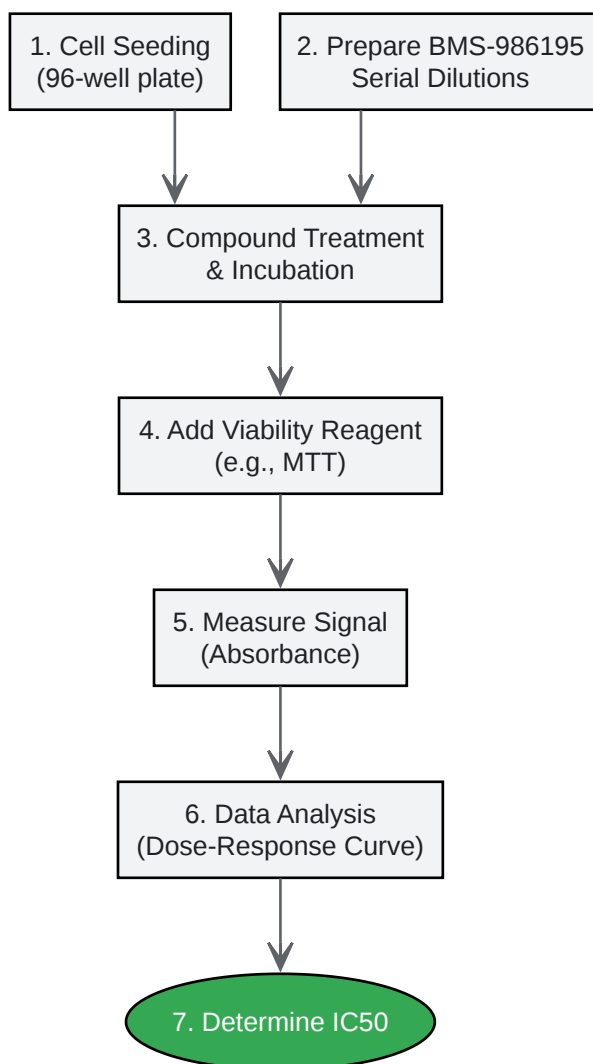 1. Cell Seeding
(96-well plate)
2. Prepare BMS-986195
Serial Dilutions
3. Compound Treatment
& Incubation
4. Add Viability Reagent
(e.g., MTT)
5. Measure Signal
(Absorbance)
6. Data Analysis
(Dose-Response Curve)
7. Determine IC50